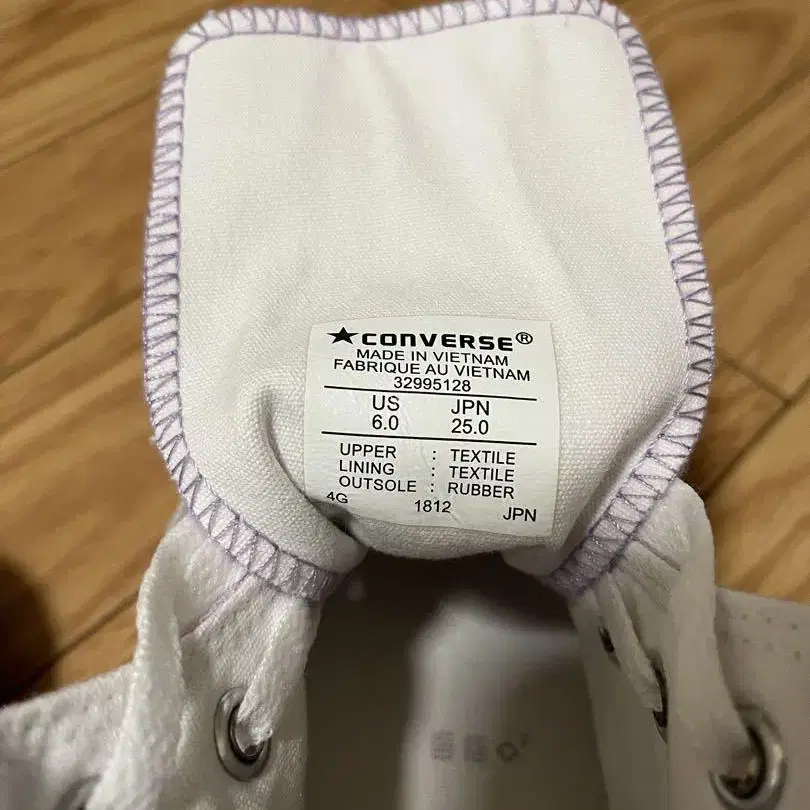 ★CONVERSE®
MADE IN VIETNAM
FABRIQUE AU VIETNAM
32995128
US JPN
6.0 25.0
UPPER : TEXTILE
LINING : TEXTILE
OUTSOLE : RUBBER
4G 1812 JPN